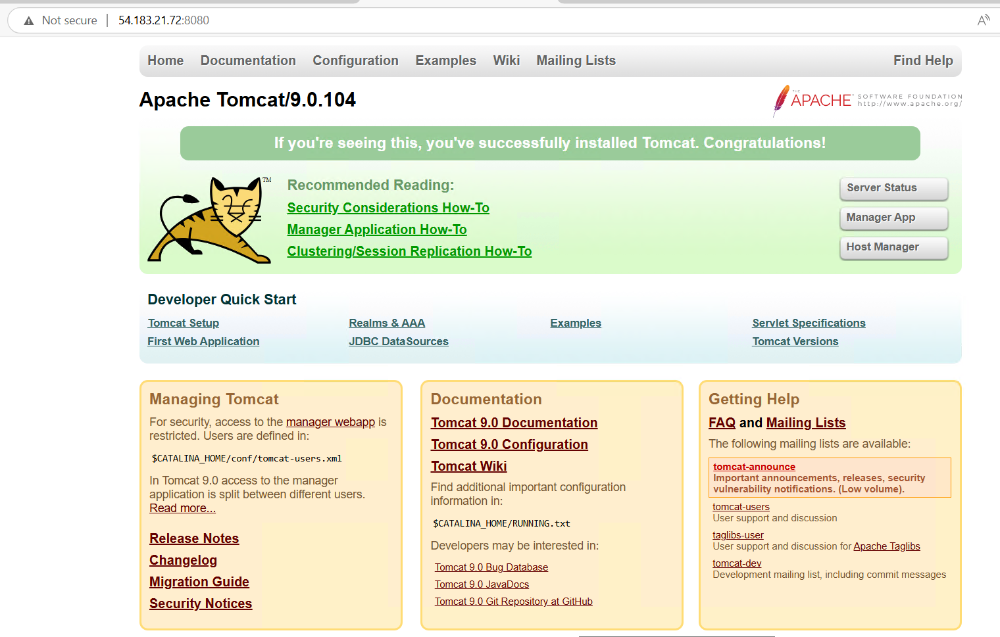 Not secure | 54.183.21.72:8080
Home Documentation Configuration Examples Wiki Mailing Lists Find Help
Apache Tomcat/9.0.104
THE
APACHE SOFTWARE FOUNDATION
http://www.apache.org/
If you're seeing this, you've successfully installed Tomcat. Congratulations!
TM
Recommended Reading:
Security Considerations How-To
Manager Application How-To
Clustering/Session Replication How-To
Server Status
Manager App
Host Manager
Developer Quick Start
Tomcat Setup
First Web Application
Realms & AAA
JDBC DataSources
Examples
Servlet Specifications
Tomcat Versions
Managing Tomcat
For security, access to the manager webapp is
restricted. Users are defined in:
$CATALINA_HOME/conf/tomcat-users.xml
In Tomcat 9.0 access to the manager
application is split between different users.
Read more...
Release Notes
Changelog
Migration Guide
Security Notices
Documentation
Tomcat 9.0 Documentation
Tomcat 9.0 Configuration
Tomcat Wiki
Find additional important configuration
information in:
$CATALINA_HOME/RUNNING.txt
Developers may be interested in:
Tomcat 9.0 Bug Database
Tomcat 9.0 JavaDocs
Tomcat 9.0 Git Repository at GitHub
Getting Help
FAQ and Mailing Lists
The following mailing lists are available:
tomcat-announce
Important announcements, releases, security
vulnerability notifications. (Low volume).
tomcat-users
User support and discussion
taglibs-user
User support and discussion for Apache Taglibs
tomcat-dev
Development mailing list, including commit messages